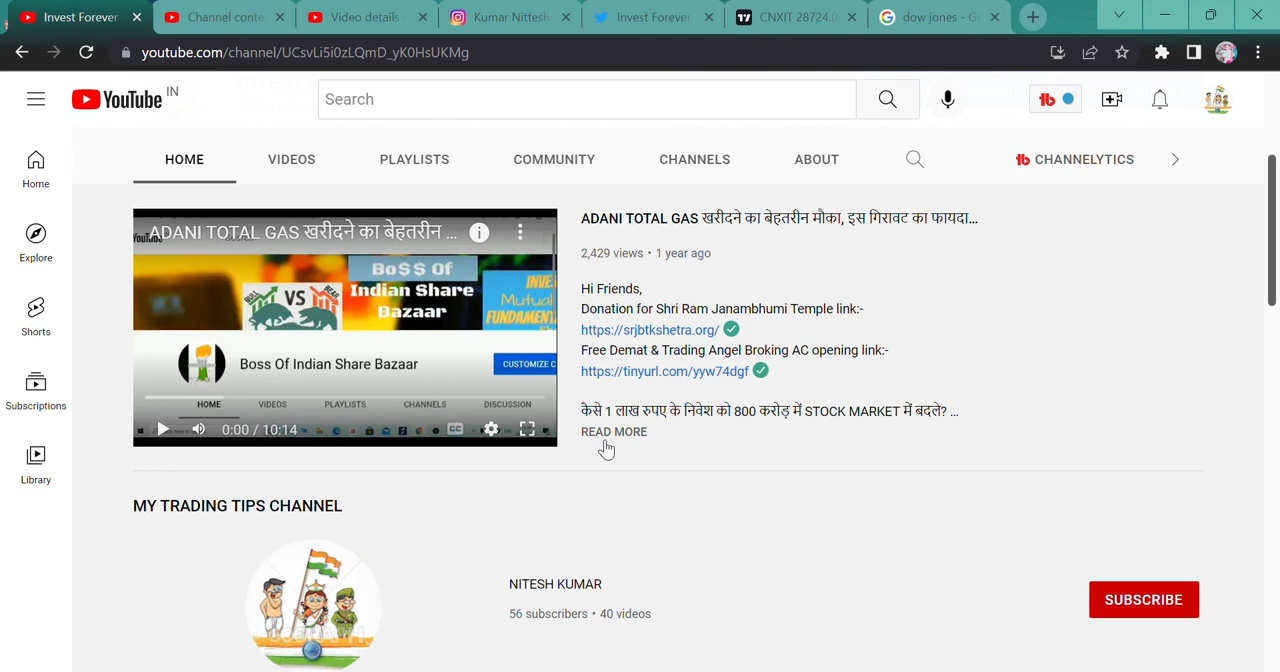 Invest Forever
Channel conte
Video details -
Kumar Nittesh
Invest Forever
CNXIT 28724.0
dow jones - Go
youtube.com/channel/UCsvLi5i0zLQmD_yK0HsUKMg
YouTube IN
Search
HOME
VIDEOS
PLAYLISTS
COMMUNITY
CHANNELS
ABOUT
CHANNELYTICS
Home
Explore
Shorts
Subscriptions
Library
ADANI TOTAL GAS खरीदने का बेहतरीन ...
Bo$$ Of
Indian Share
Bazaar
VS
INVE
Mutual
FUNDAMENT
Boss Of Indian Share Bazaar
CUSTOMIZE C
HOME
VIDEOS
PLAYLISTS
CHANNELS
DISCUSSION
0:00 / 10:14
CC
ADANI TOTAL GAS खरीदने का बेहतरीन मौका, इस गिरावट का फायदा...
2,429 views • 1 year ago
Hi Friends,
Donation for Shri Ram Janambhumi Temple link:-
https://srjbtkshetra.org/
Free Demat & Trading Angel Broking AC opening link:-
https://tinyurl.com/yyw74dgf
कैसे 1 लाख रुपए के निवेश को 800 करोड़ में STOCK MARKET में बदले? ...
READ MORE
MY TRADING TIPS CHANNEL
NITESH KUMAR
56 subscribers • 40 videos
SUBSCRIBE